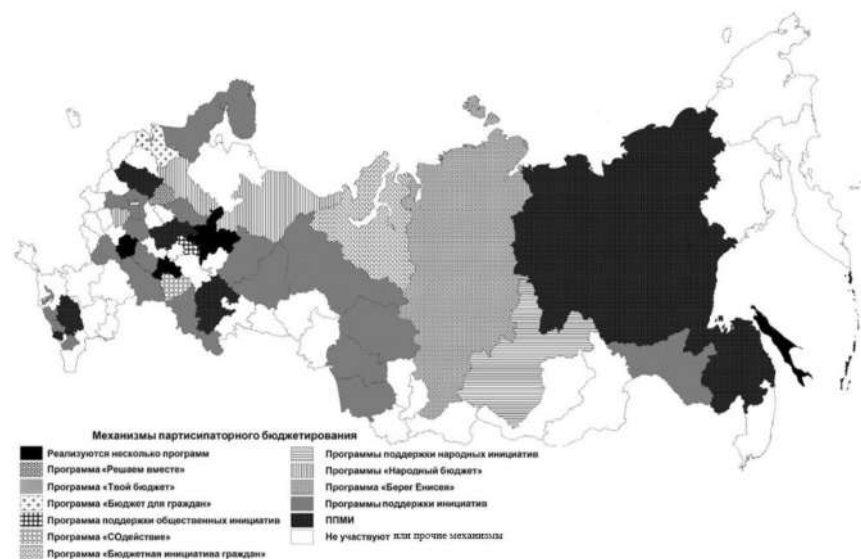 Механизмы партисипаторного бюджетирования
Реализуются несколько программ
Программа «Решаем вместе»
Программа «Твой бюджет»
Программа «Бюджет для граждан»
Программа поддержки общественных инициатив
Программа «СОдействие»
Программа «Бюджетная инициатива граждан»
Программы поддержки народных инициатив
Программы «Народный бюджет»
Программа «Берег Енисея»
Программы поддержки инициатив
ППМИ
Не участвуют или прочие механизмы